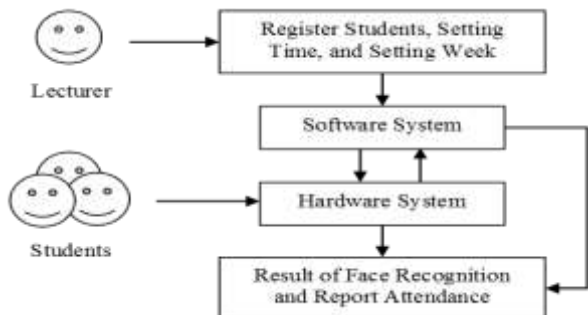 Register Students, Setting
Time, and Setting Week
Lecturer
Software System
Hardware System
Students
Result of Face Recognition
and Report Attendance